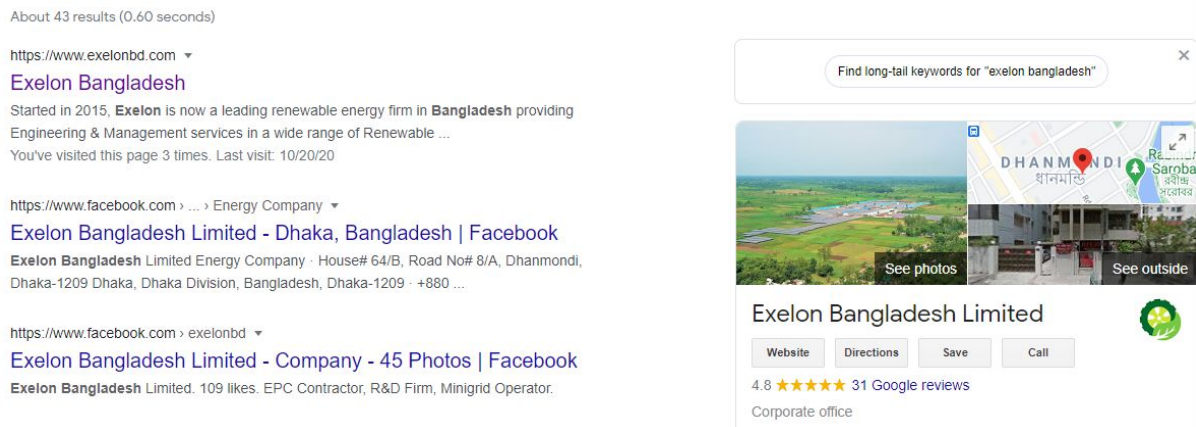 About 43 results (0.60 seconds)
https://www.exelonbd.com
Exelon Bangladesh
Started in 2015, Exelon is now a leading renewable energy firm in Bangladesh providing
Engineering & Management services in a wide range of Renewable ...
You've visited this page 3 times. Last visit: 10/20/20
https://www.facebook.com › ... › Energy Company
Exelon Bangladesh Limited - Dhaka, Bangladesh | Facebook
Exelon Bangladesh Limited Energy Company · House# 64/B, Road No# 8/A, Dhanmondi,
Dhaka-1209 Dhaka, Dhaka Division, Bangladesh, Dhaka-1209 · +880 ...
https://www.facebook.com › exelonbd
Exelon Bangladesh Limited - Company - 45 Photos | Facebook
Exelon Bangladesh Limited. 109 likes. EPC Contractor, R&D Firm, Minigrid Operator.
Find long-tail keywords for "exelon bangladesh"
DHANMONDI
ধানমন্ডি
Saroba
রবীন্দ্র
সরোবর
See photos
See outside
Exelon Bangladesh Limited
Website
Directions
Save
Call
4.8 ★★★★★ 31 Google reviews
Corporate office